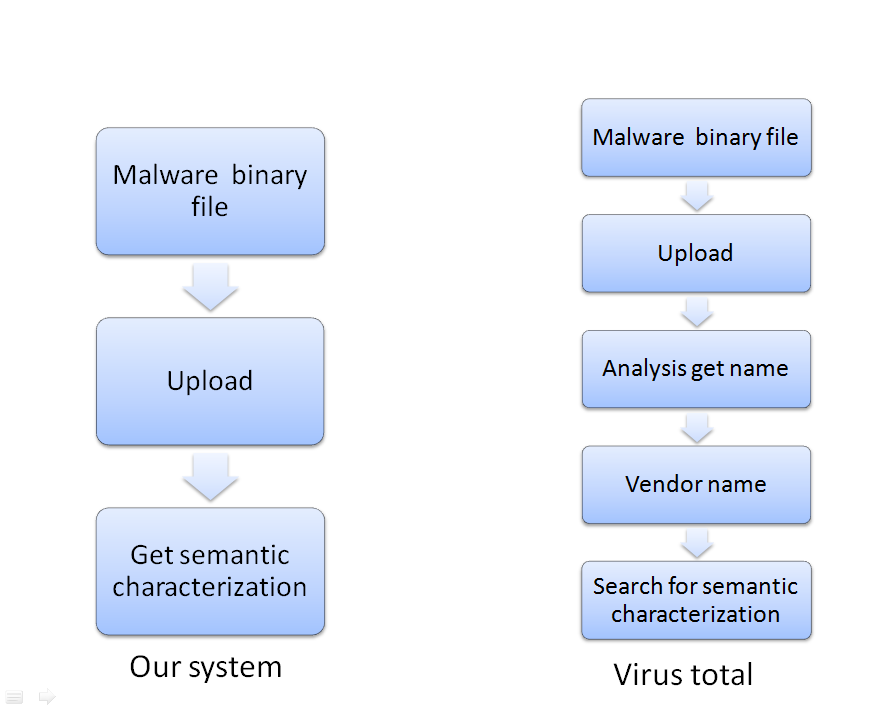 Malware binary
file
Upload
Get semantic
characterization
Our system
Malware binary file
Upload
Analysis get name
Vendor name
Search for semantic
characterization
Virus total